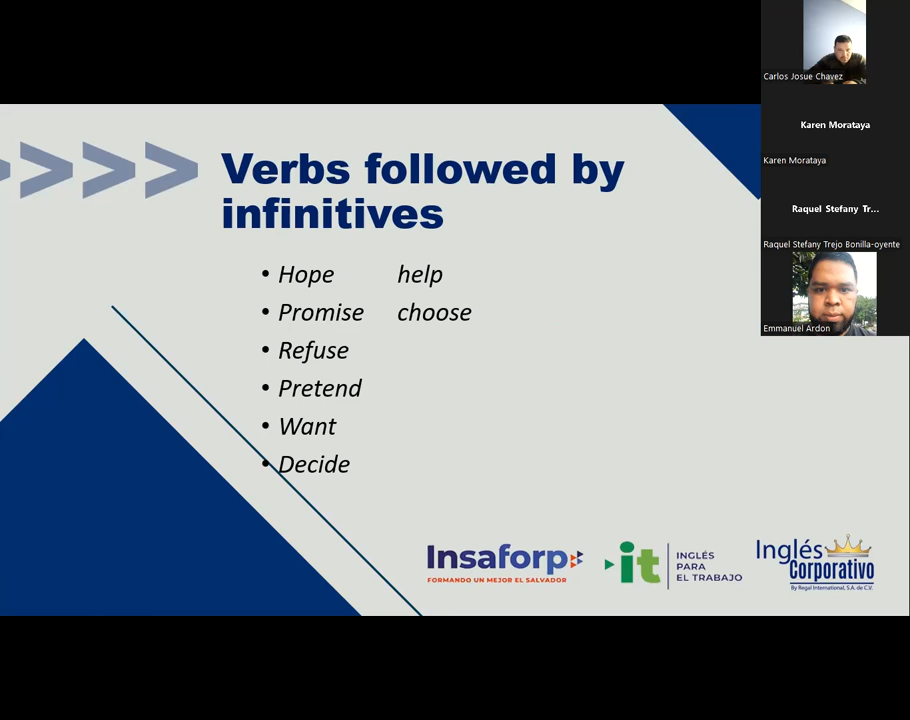 Carlos Josue Chavez
Karen Morataya
Karen Morataya
Raquel Stefany Tr...
Raquel Stefany Trejo Bonilla-oyente
Emmanuel Ardon
>>>>
Verbs followed by
infinitives
• Hope help
• Promise choose
• Refuse
• Pretend
• Want
• Decide
Insaforp
FORMANDO UN MEJOR EL SALVADOR
it
INGLÉS
PARA
EL TRABAJO
Inglés
Corporativo
By Regal International, S.A. de C.V.